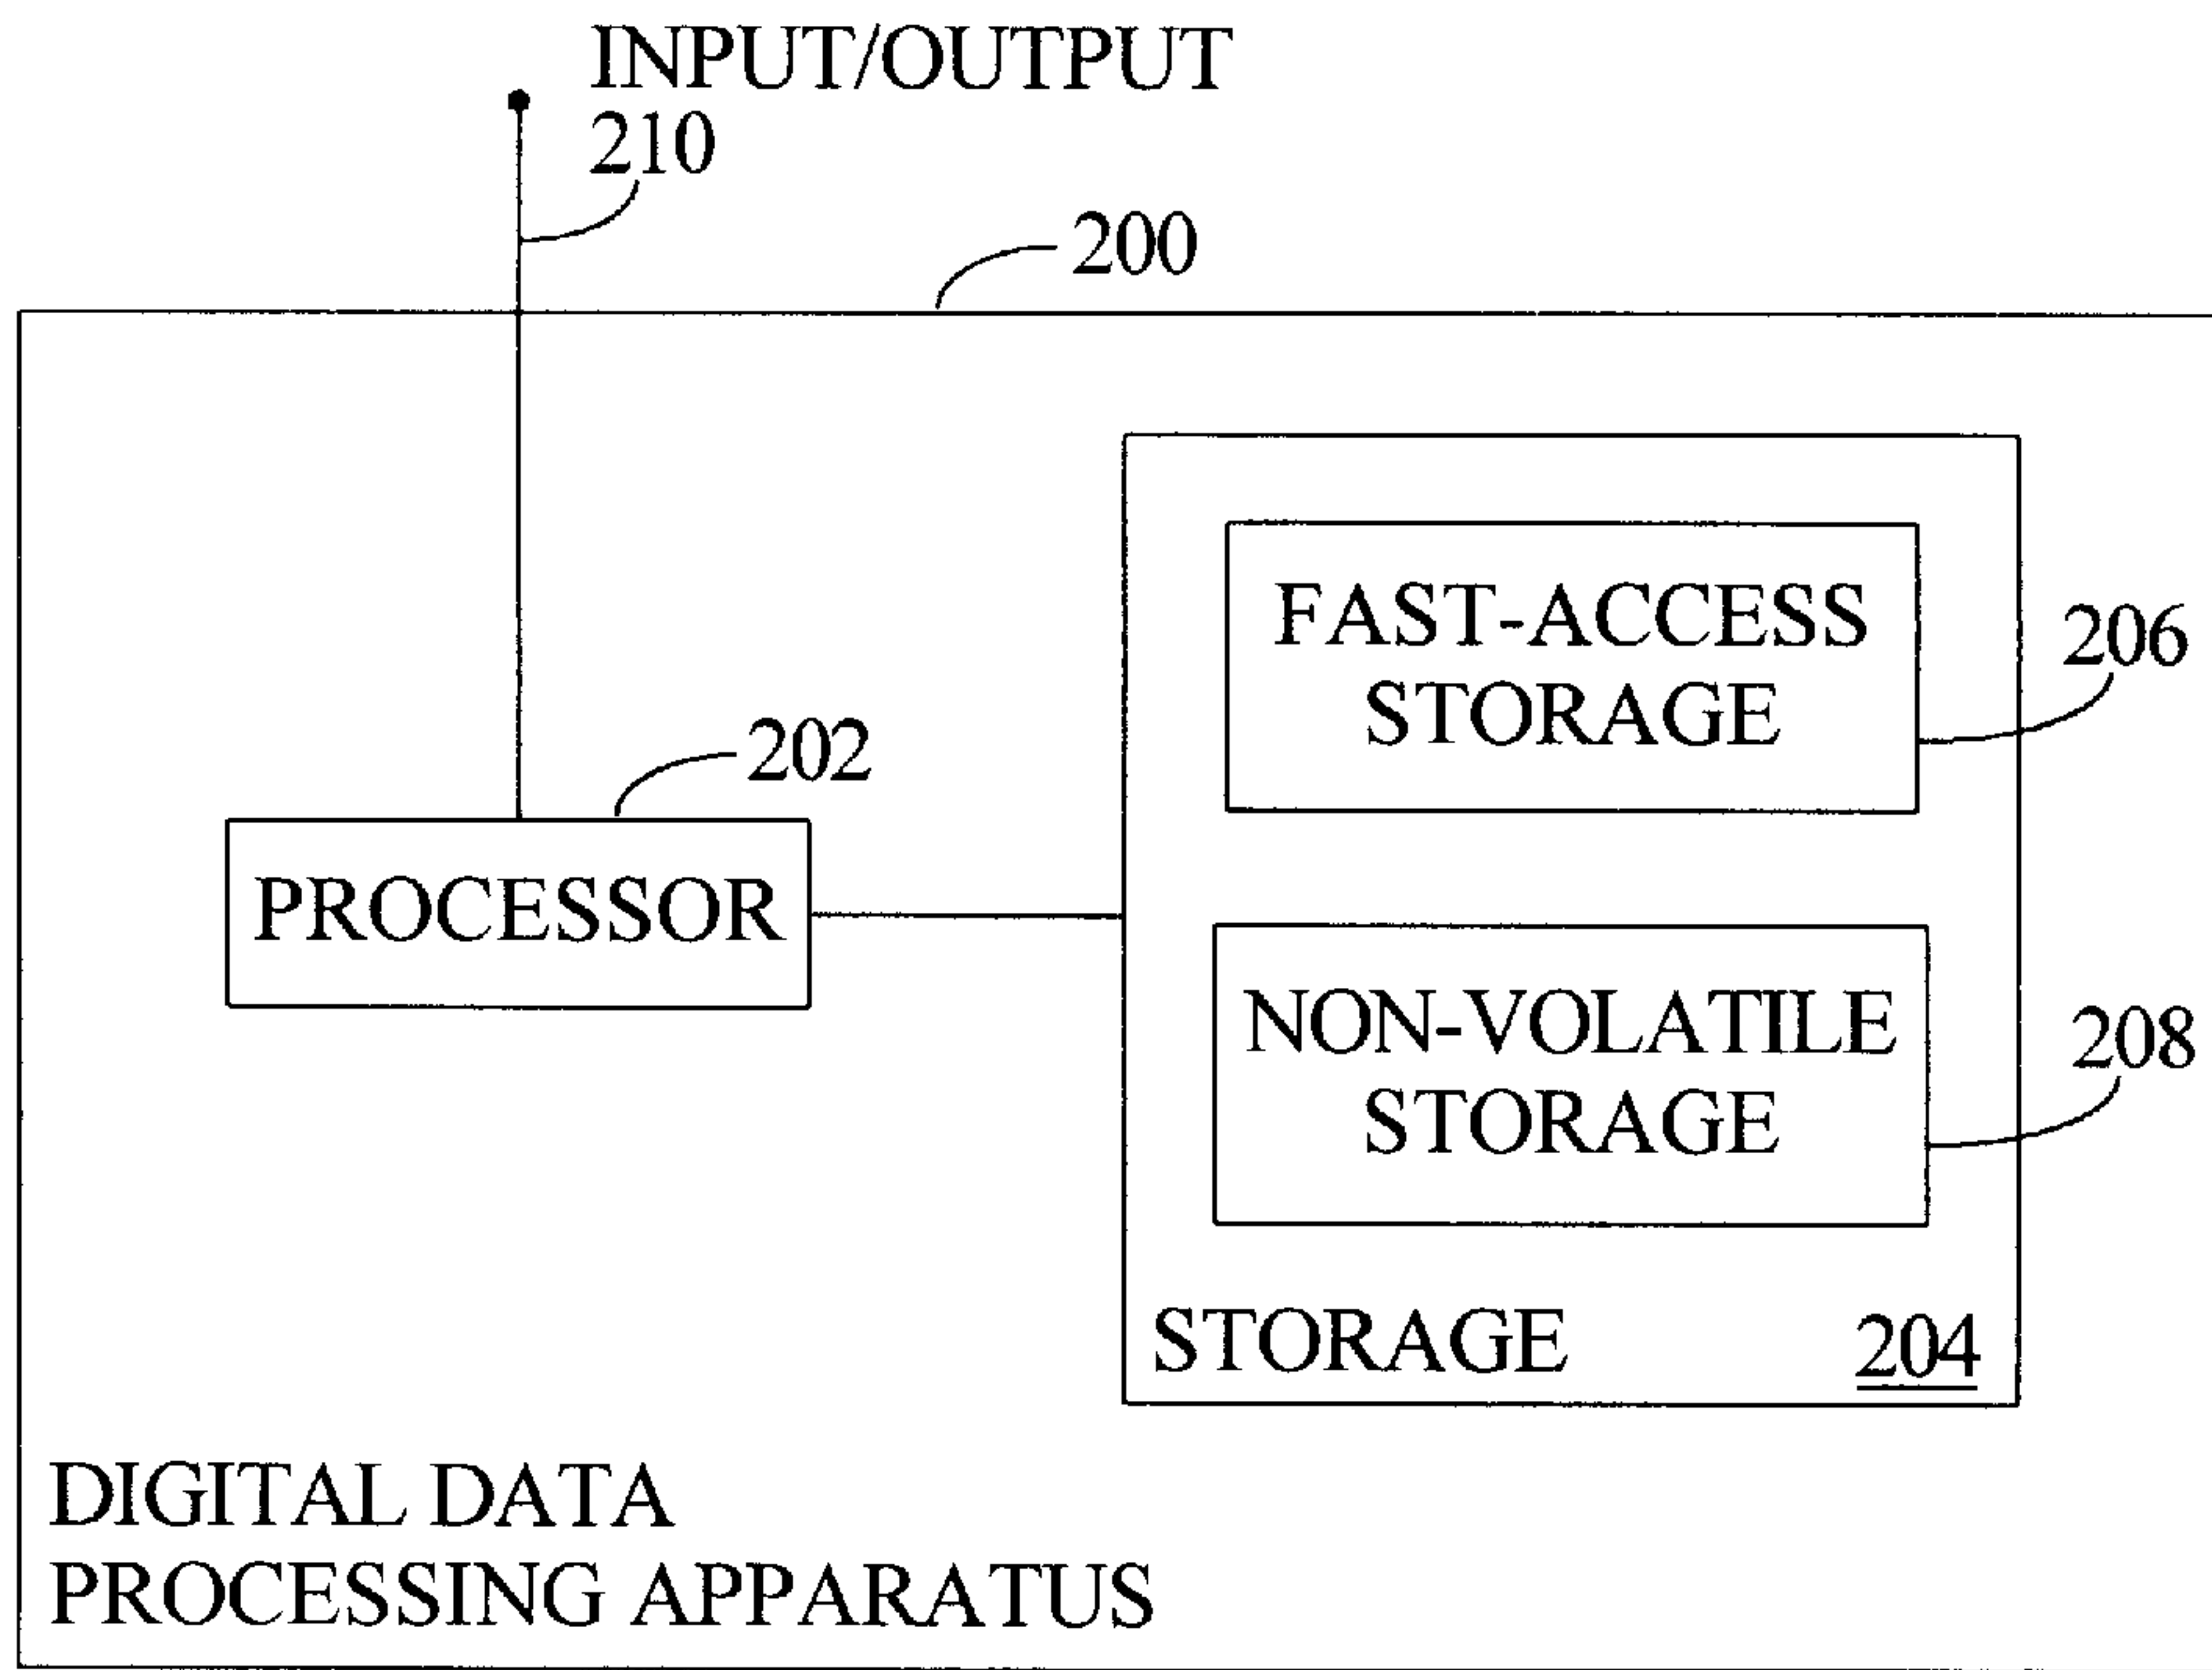 INPUT/OUTPUT
210
200
FAST-ACCESS
STORAGE
206
202
PROCESSOR
NON-VOLATILE
STORAGE
208
STORAGE 204
DIGITAL DATA
PROCESSING APPARATUS